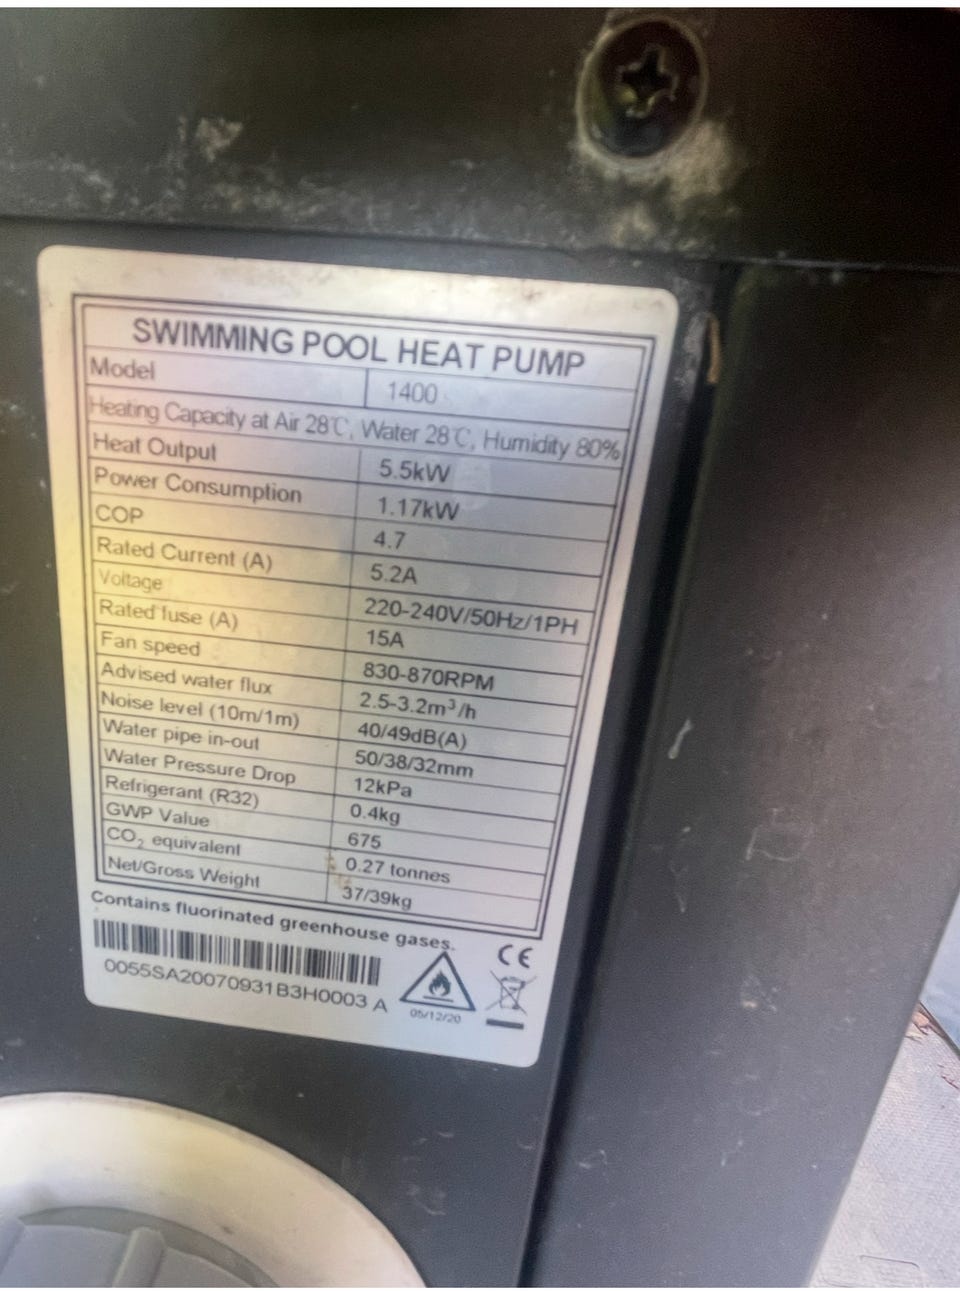 SWIMMING POOL HEAT PUMP
Model 1400
Heating Capacity at Air 28℃, Water 28℃, Humidity 80%
Heat Output 5.5kW
Power Consumption 1.17kW
COP 4.7
Rated Current (A) 5.2A
Voltage 220-240V/50Hz/1PH
Rated fuse (A) 15A
Fan speed 830-870RPM
Advised water flux 2.5-3.2m³/h
Noise level (10m/1m) 40/49dB(A)
Water pipe in-out 50/38/32mm
Water Pressure Drop 12kPa
Refrigerant (R32) 0.4kg
GWP Value 675
CO₂ equivalent 0.27 tonnes
Net/Gross Weight 37/39kg
Contains fluorinated greenhouse gases.
CE
0055SA20070931B3H0003 A
05/12/20